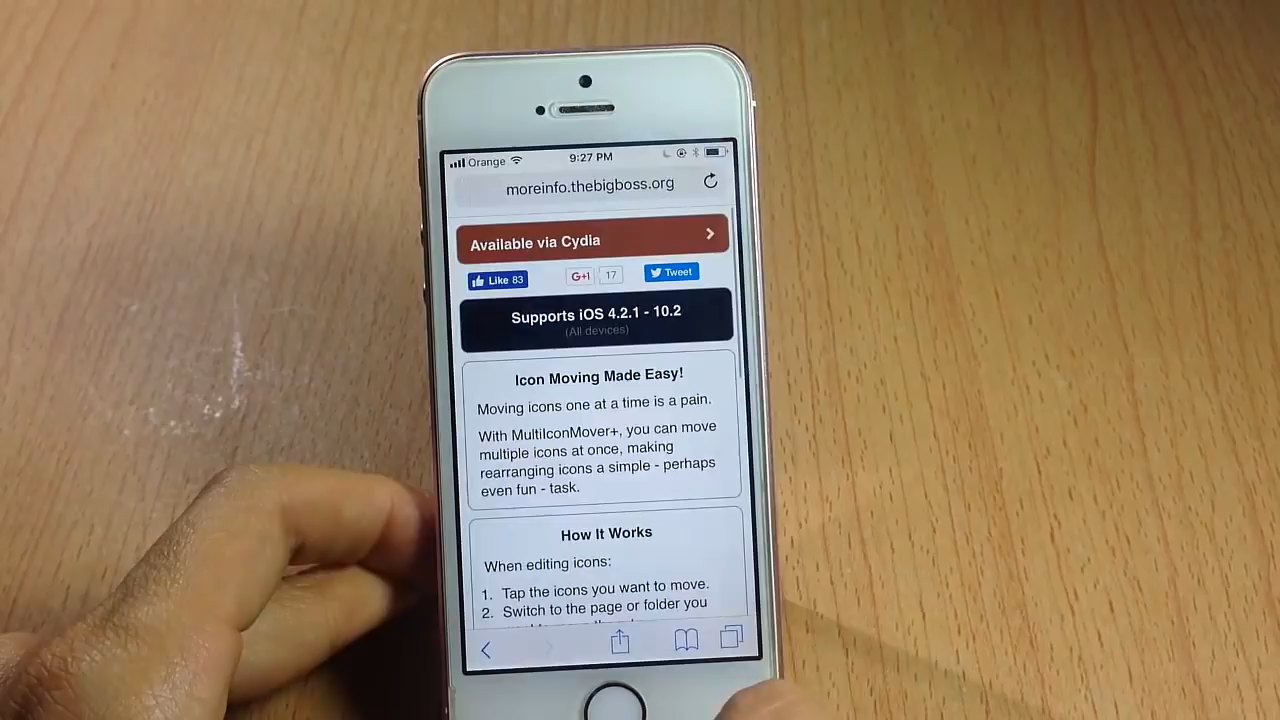 Orange 9:27 PM
moreinfo.thebigboss.org
Available via Cydia
Like 83 G+1 17 Tweet
Supports iOS 4.2.1 - 10.2
(All devices)
Icon Moving Made Easy!
Moving icons one at a time is a pain.
With MultiIconMover+, you can move
multiple icons at once, making
rearranging icons a simple - perhaps
even fun - task.
How It Works
When editing icons:
1. Tap the icons you want to move.
2. Switch to the page or folder you